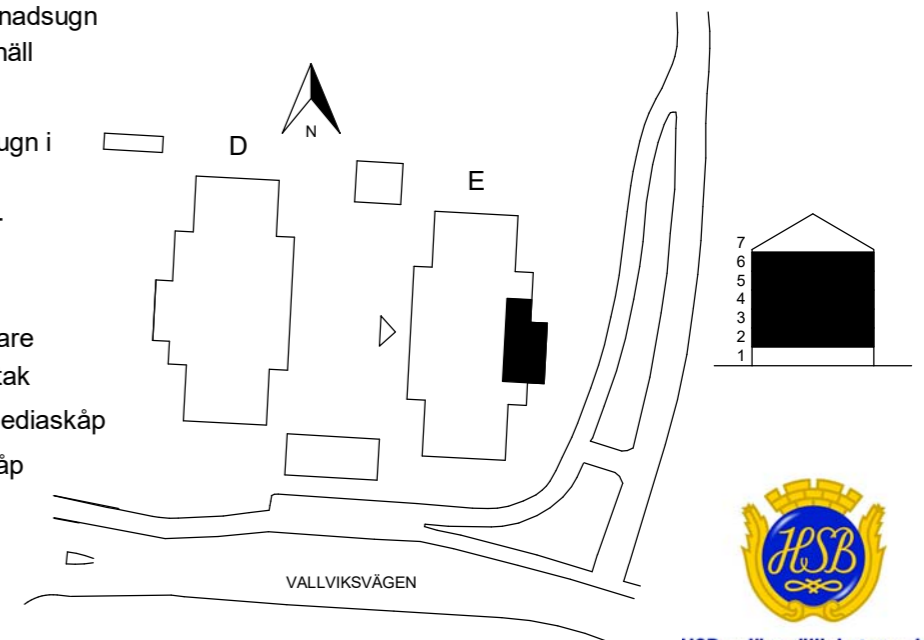 nadsugn
häll
ugn i
are
tak
ediaskåp
åp
N
D
E
7
6
5
4
3
2
1
VALLVIKSVÄGEN
HSB